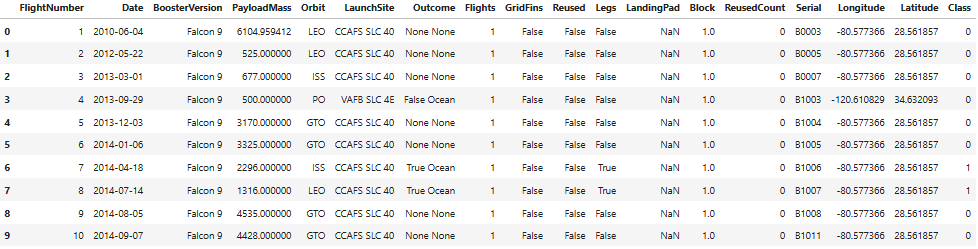 FlightNumber Date BoosterVersion PayloadMass Orbit LaunchSite Outcome Flights GridFins Reused Legs LandingPad Block ReusedCount Serial Longitude Latitude Class
0 1 2010-06-04 Falcon 9 6104.959412 LEO CCAFS SLC 40 None None 1 False False False NaN 1.0 0 B0003 -80.577366 28.561857 0
1 2 2012-05-22 Falcon 9 525.000000 LEO CCAFS SLC 40 None None 1 False False False NaN 1.0 0 B0005 -80.577366 28.561857 0
2 3 2013-03-01 Falcon 9 677.000000 ISS CCAFS SLC 40 None None 1 False False False NaN 1.0 0 B0007 -80.577366 28.561857 0
3 4 2013-09-29 Falcon 9 500.000000 PO VAFB SLC 4E False Ocean 1 False False False NaN 1.0 0 B1003 -120.610829 34.632093 0
4 5 2013-12-03 Falcon 9 3170.000000 GTO CCAFS SLC 40 None None 1 False False False NaN 1.0 0 B1004 -80.577366 28.561857 0
5 6 2014-01-06 Falcon 9 3325.000000 GTO CCAFS SLC 40 None None 1 False False False NaN 1.0 0 B1005 -80.577366 28.561857 0
6 7 2014-04-18 Falcon 9 2296.000000 ISS CCAFS SLC 40 True Ocean 1 False False True NaN 1.0 0 B1006 -80.577366 28.561857 1
7 8 2014-07-14 Falcon 9 1316.000000 LEO CCAFS SLC 40 True Ocean 1 False False True NaN 1.0 0 B1007 -80.577366 28.561857 1
8 9 2014-08-05 Falcon 9 4535.000000 GTO CCAFS SLC 40 None None 1 False False False NaN 1.0 0 B1008 -80.577366 28.561857 0
9 10 2014-09-07 Falcon 9 4428.000000 GTO CCAFS SLC 40 None None 1 False False False NaN 1.0 0 B1011 -80.577366 28.561857 0